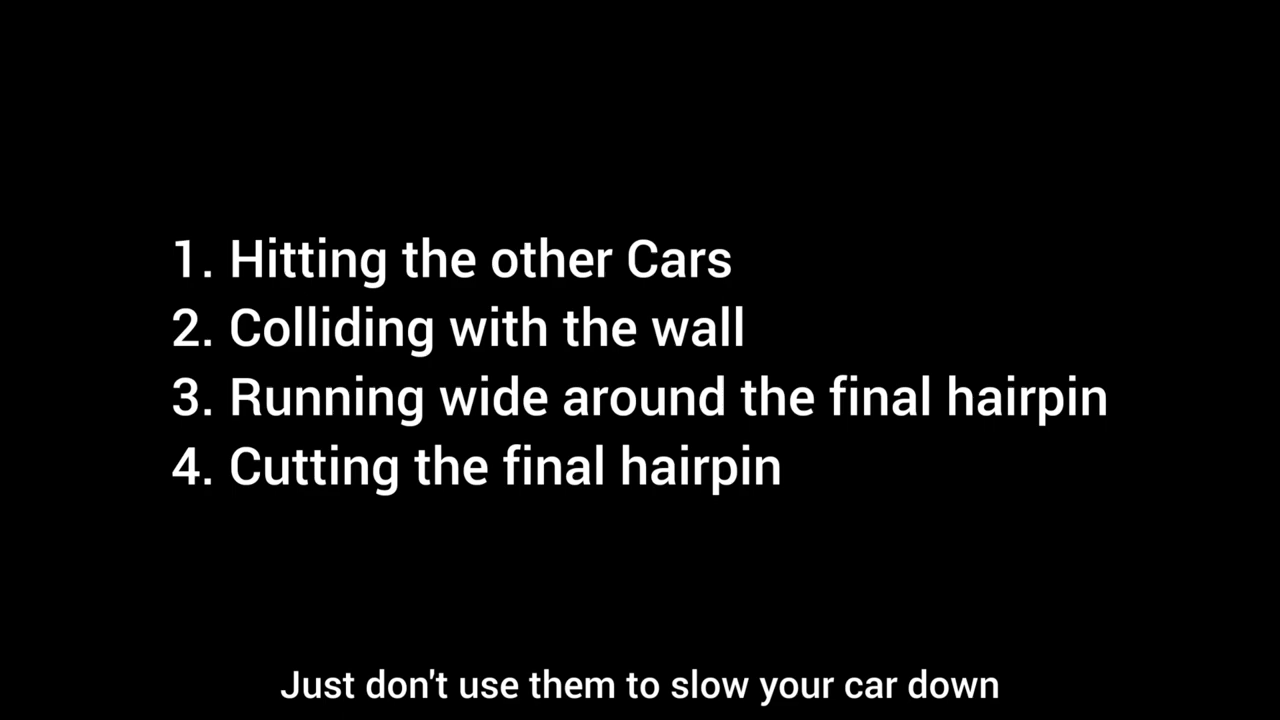 1. Hitting the other Cars
2. Colliding with the wall
3. Running wide around the final hairpin
4. Cutting the final hairpin
Just don't use them to slow your car down